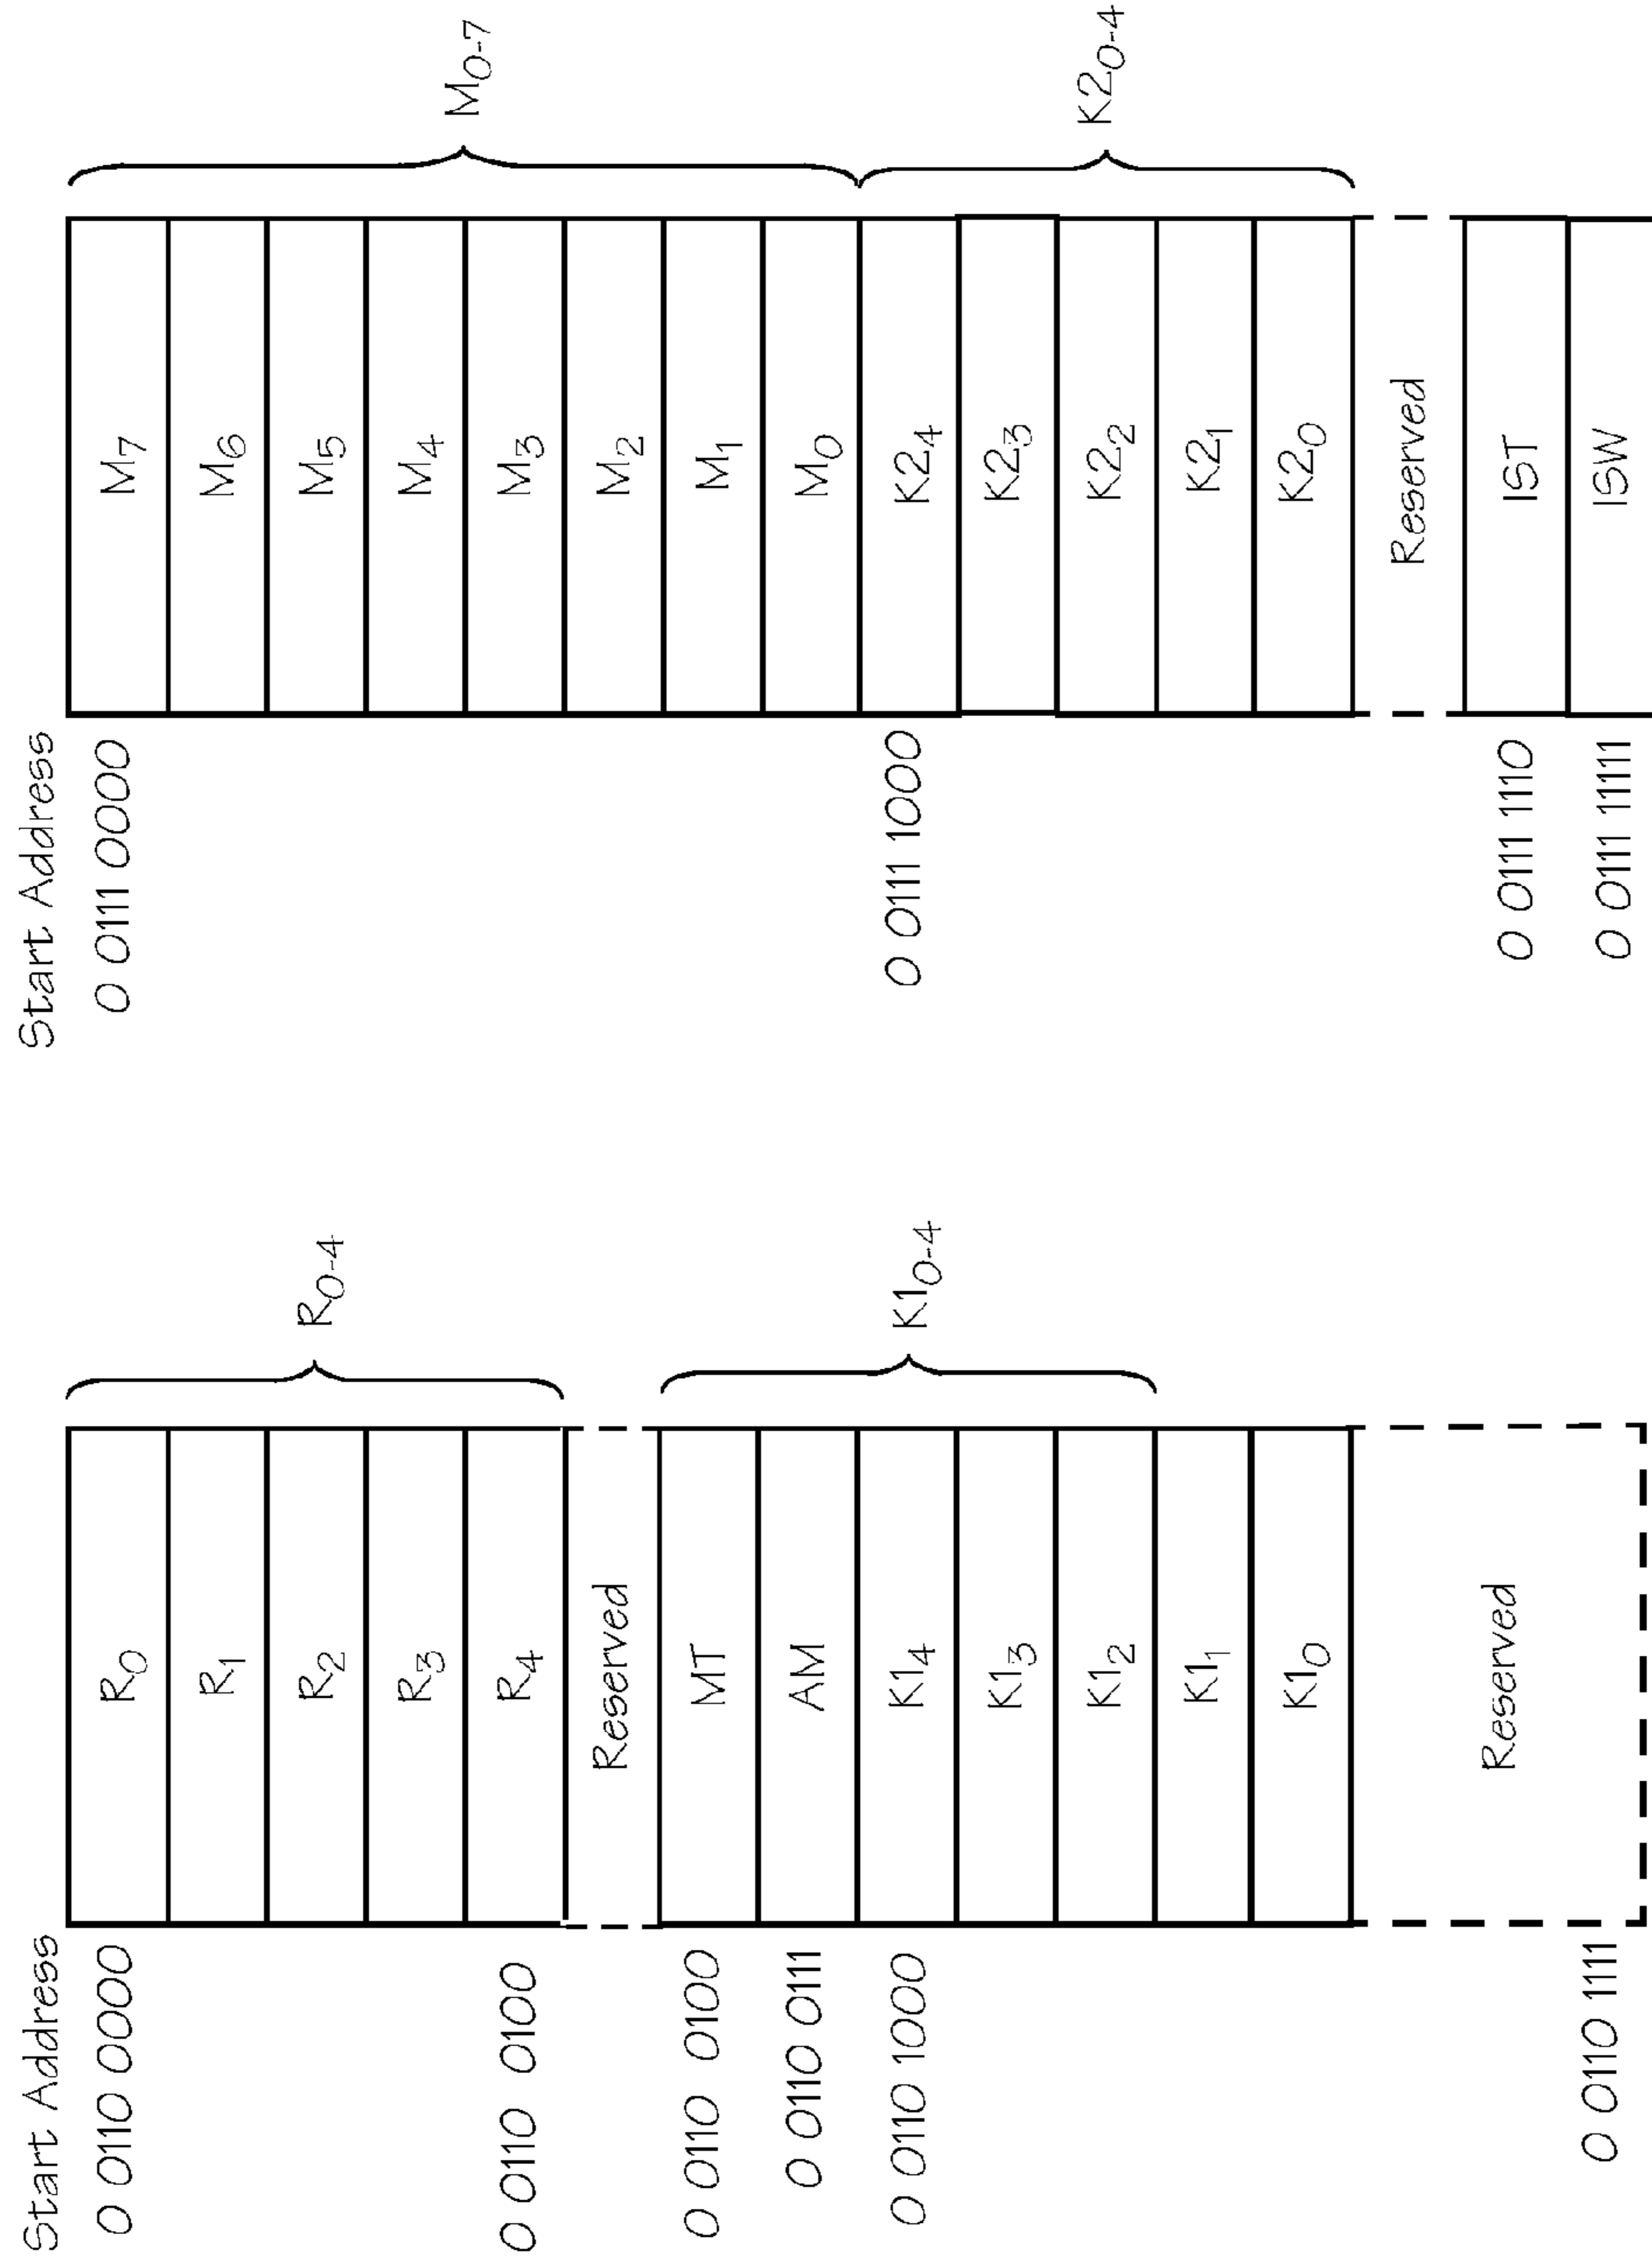 Start Address
0 0110 0000
R0
R1
R2
R3
0 0110 0100
R4
R0-4
Reserved
0 0110 0100
MT
0 0110 0111
AM
0 0110 1000
K14
K13
K12
K11
K10
K10-4
Reserved
0 0110 1111
Start Address
0 0111 0000
M7
M6
M5
M4
M3
M2
M1
M0
M0-7
0 0111 1000
K24
K23
K22
K21
K20
K20-4
Reserved
0 0111 1110
IST
0 0111 1111
ISW